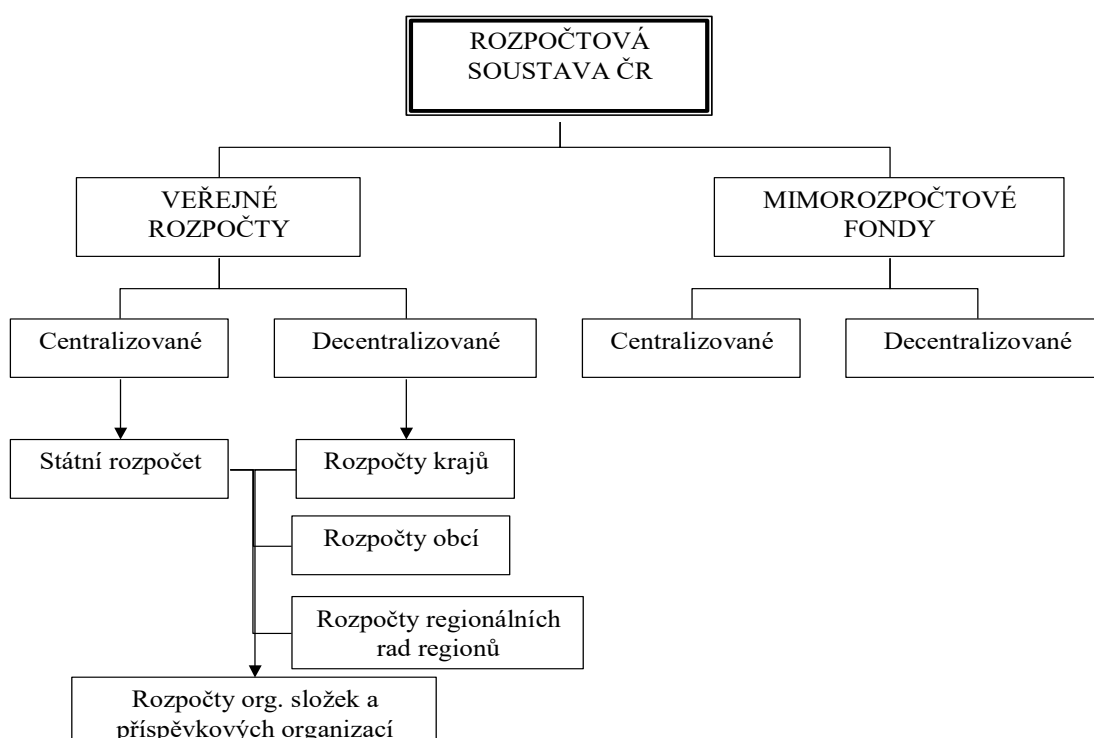 ROZPOČTOVÁ
SOUSTAVA ČR
VEŘEJNÉ
ROZPOČTY
MIMOROZPOČTOVÉ
FONDY
Centralizované
Decentralizované
Centralizované
Decentralizované
Státní rozpočet
Rozpočty krajů
Rozpočty obcí
Rozpočty regionálních
rad regionů
Rozpočty org. složek a
příspěvkových organizací